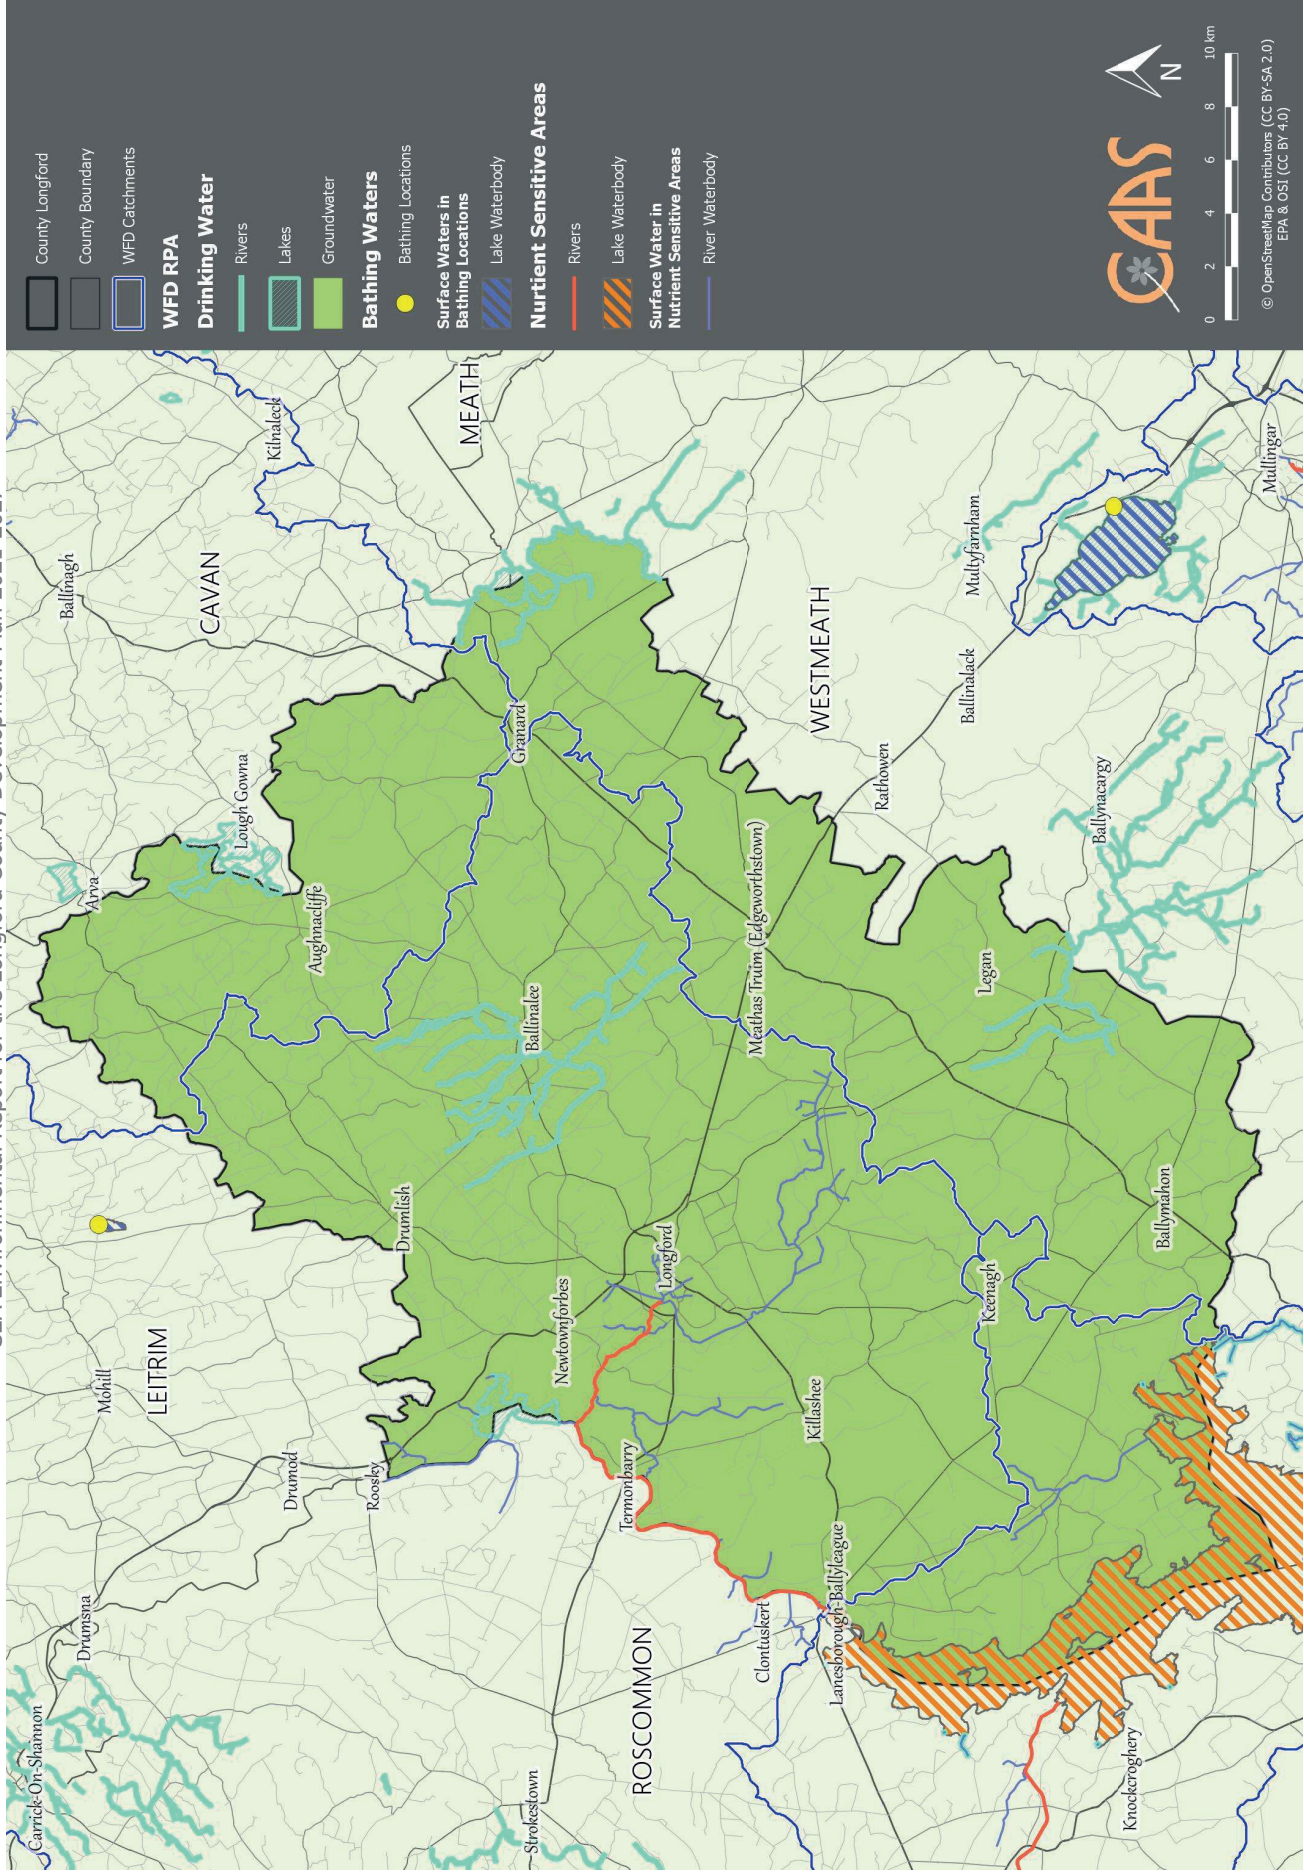 County Longford
County Boundary
WFD Catchments
WFD RPA
Drinking Water
Rivers
Lakes
Groundwater
Bathing Waters
Bathing Locations
Surface Waters in
Bathing Locations
Lake Waterbody
Nurtient Sensitive Areas
Rivers
Lake Waterbody
Surface Water in
Nutrient Sensitive Areas
River Waterbody
CAAS
N
0 2 4 6 8 10 km
© OpenStreetMap Contributors (CC BY-SA 2.0)
EPA & OSI (CC BY 4.0)
Carrick-On-Shannon
Drumsna
Mohill
LEITRIM
Drumod
Roosky
Arva
Ballinagh
CAVAN
Lough Gowna
Kilnaleck
Aughnacliffe
Drumlish
MEATH
Strokestown
Newtownforbes
Ballinalee
Granard
ROSCOMMON
Termonbarry
Longford
Clontuskert
Killashee
Meathas Truim (Edgeworthstown)
WESTMEATH
Lanesborough-Ballyleague
Rathowen
Keenagh
Legan
Ballinalack
Multyfarnham
Knockcroghery
Ballymahon
Ballynacargy
Mullingar